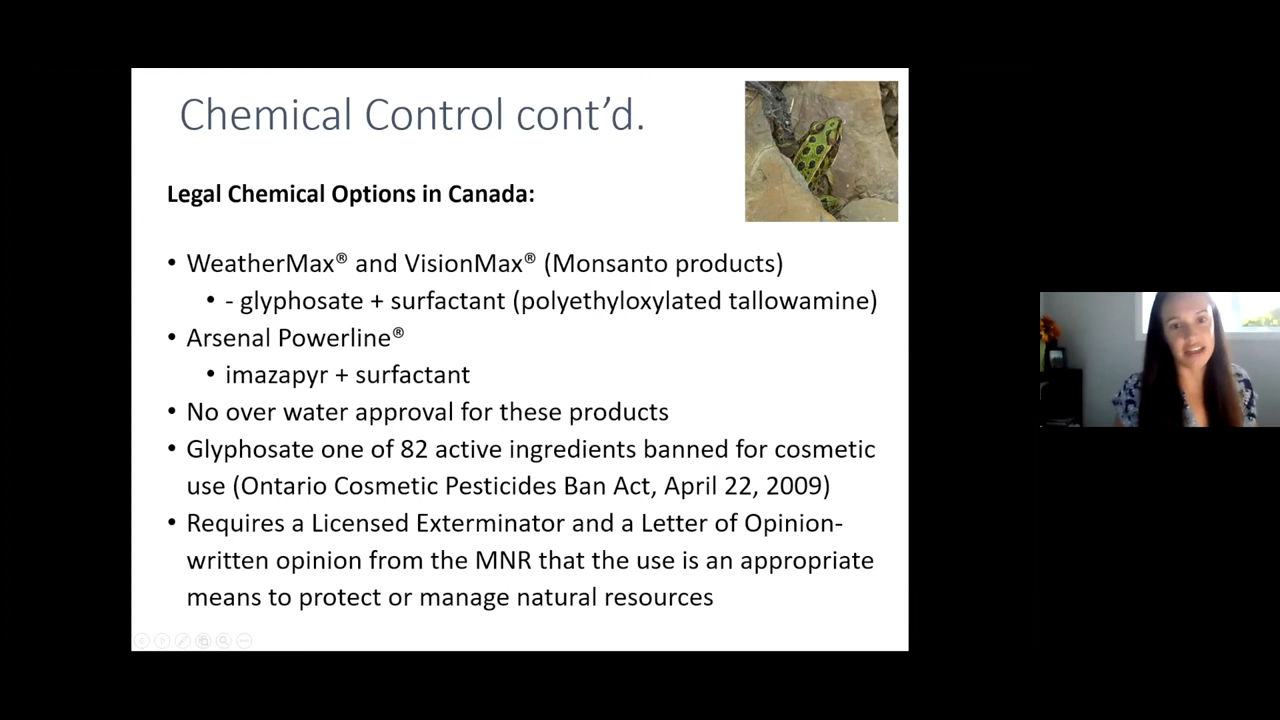 Chemical Control cont’d.
Legal Chemical Options in Canada:
• WeatherMax® and VisionMax® (Monsanto products)
• - glyphosate + surfactant (polyethyloxylated tallowamine)
• Arsenal Powerline®
• imazapyr + surfactant
• No over water approval for these products
• Glyphosate one of 82 active ingredients banned for cosmetic
use (Ontario Cosmetic Pesticides Ban Act, April 22, 2009)
• Requires a Licensed Exterminator and a Letter of Opinion-
written opinion from the MNR that the use is an appropriate
means to protect or manage natural resources